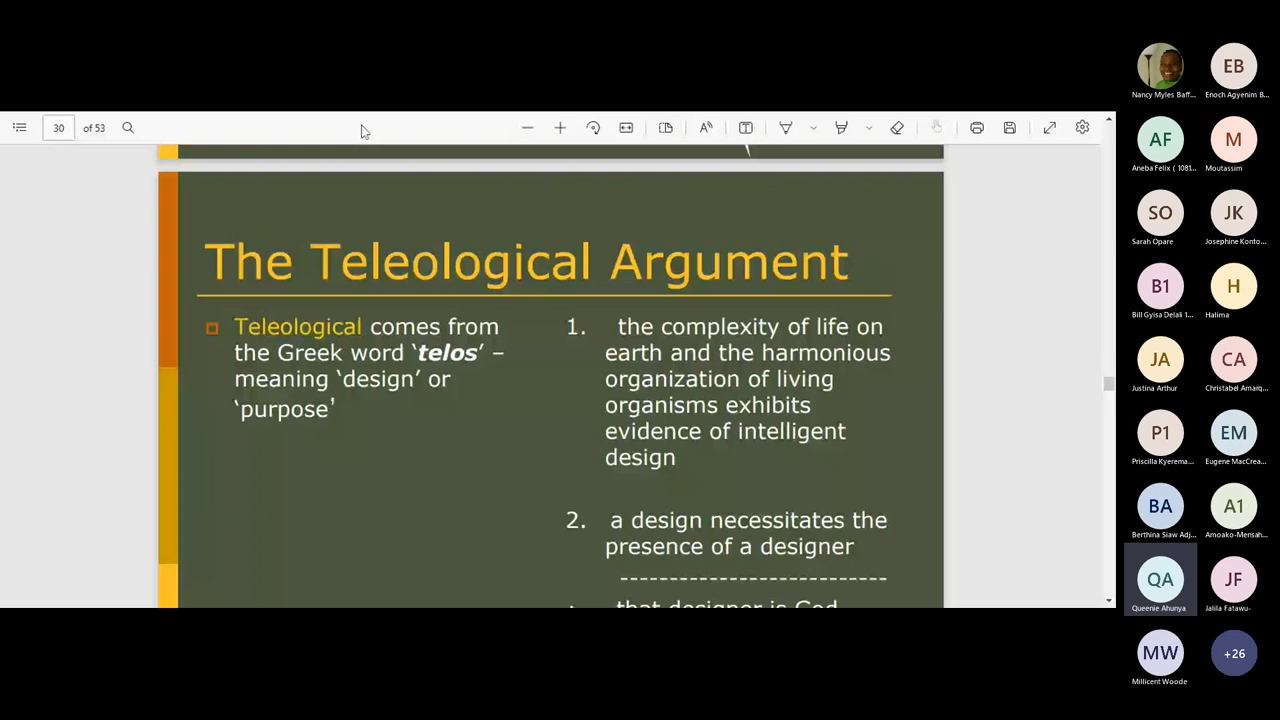 30 of 53
The Teleological Argument
Teleological comes from
the Greek word ‘telos’ –
meaning ‘design’ or
‘purpose’
1. the complexity of life on
earth and the harmonious
organization of living
organisms exhibits
evidence of intelligent
design
2. a design necessitates the
presence of a designer
---------------------------
that designer is God
Nancy Myles Baff...
EB
Enoch Agyenim B...
AF
Aneba Felix ( 1081...
M
Moutassim
SO
Sarah Opare
JK
Josephine Konto...
B1
Bill Gyisa Delali 1...
H
Halima
JA
Justina Arthur
CA
Christabel Amarq...
P1
Priscilla Kyerema...
EM
Eugene MacCrea...
BA
Berthina Siaw Adj...
A1
Amoako-Mensah...
QA
Queenie Ahunya
JF
Jalila Fatawu-
MW
Millicent Woode
+26